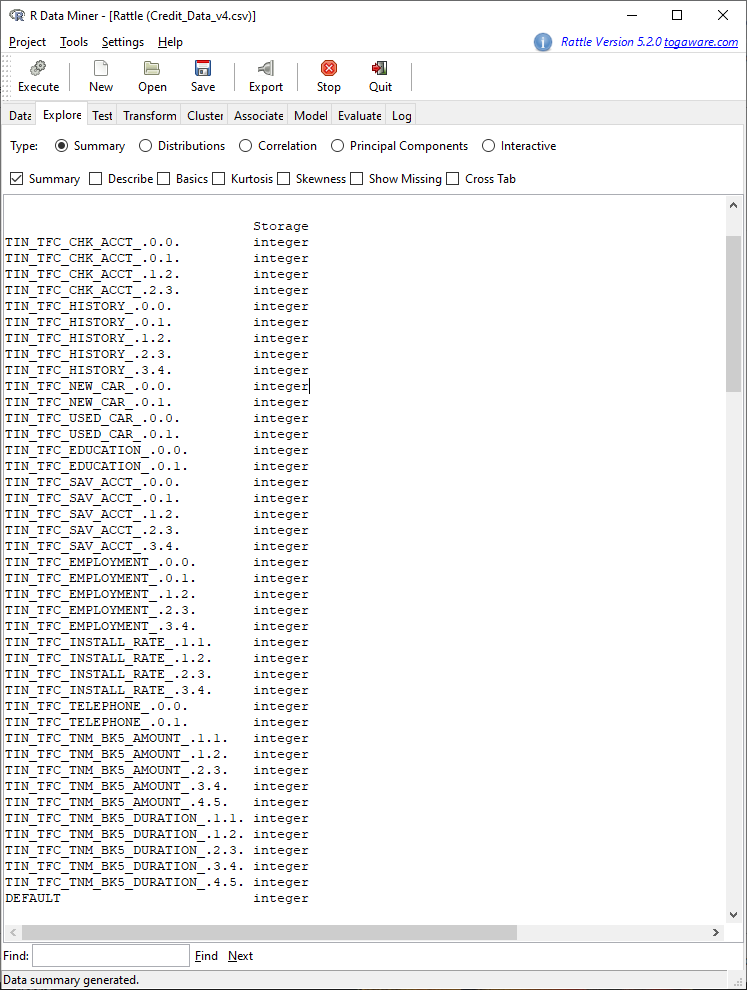 R Data Miner - [Rattle (Credit_Data_v4.csv)]
Project Tools Settings Help
Rattle Version 5.2.0 togaware.com
Execute New Open Save Export Stop Quit
Data Explore Test Transform Cluster Associate Model Evaluate Log
Type: Summary Distributions Correlation Principal Components Interactive
Summary Describe Basics Kurtosis Skewness Show Missing Cross Tab
Storage
TIN_TFC_CHK_ACCT_.0.0. integer
TIN_TFC_CHK_ACCT_.0.1. integer
TIN_TFC_CHK_ACCT_.1.2. integer
TIN_TFC_CHK_ACCT_.2.3. integer
TIN_TFC_HISTORY_.0.0. integer
TIN_TFC_HISTORY_.0.1. integer
TIN_TFC_HISTORY_.1.2. integer
TIN_TFC_HISTORY_.2.3. integer
TIN_TFC_HISTORY_.3.4. integer
TIN_TFC_NEW_CAR_.0.0. integer
TIN_TFC_NEW_CAR_.0.1. integer
TIN_TFC_USED_CAR_.0.0. integer
TIN_TFC_USED_CAR_.0.1. integer
TIN_TFC_EDUCATION_.0.0. integer
TIN_TFC_EDUCATION_.0.1. integer
TIN_TFC_SAV_ACCT_.0.0. integer
TIN_TFC_SAV_ACCT_.0.1. integer
TIN_TFC_SAV_ACCT_.1.2. integer
TIN_TFC_SAV_ACCT_.2.3. integer
TIN_TFC_SAV_ACCT_.3.4. integer
TIN_TFC_EMPLOYMENT_.0.0. integer
TIN_TFC_EMPLOYMENT_.0.1. integer
TIN_TFC_EMPLOYMENT_.1.2. integer
TIN_TFC_EMPLOYMENT_.2.3. integer
TIN_TFC_EMPLOYMENT_.3.4. integer
TIN_TFC_INSTALL_RATE_.1.1. integer
TIN_TFC_INSTALL_RATE_.1.2. integer
TIN_TFC_INSTALL_RATE_.2.3. integer
TIN_TFC_INSTALL_RATE_.3.4. integer
TIN_TFC_TELEPHONE_.0.0. integer
TIN_TFC_TELEPHONE_.0.1. integer
TIN_TFC_TNM_BK5_AMOUNT_.1.1. integer
TIN_TFC_TNM_BK5_AMOUNT_.1.2. integer
TIN_TFC_TNM_BK5_AMOUNT_.2.3. integer
TIN_TFC_TNM_BK5_AMOUNT_.3.4. integer
TIN_TFC_TNM_BK5_AMOUNT_.4.5. integer
TIN_TFC_TNM_BK5_DURATION_.1.1. integer
TIN_TFC_TNM_BK5_DURATION_.1.2. integer
TIN_TFC_TNM_BK5_DURATION_.2.3. integer
TIN_TFC_TNM_BK5_DURATION_.3.4. integer
TIN_TFC_TNM_BK5_DURATION_.4.5. integer
DEFAULT integer
Find: Find Next
Data summary generated.